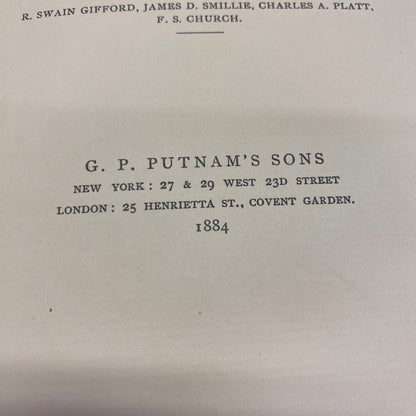 R. SWAIN GIFFORD, JAMES D. SMILLIE, CHARLES A. PLATT,
F. S. CHURCH.
G. P. PUTNAM'S SONS
NEW YORK: 27 & 29 WEST 23D STREET
LONDON: 25 HENRIETTA ST., COVENT GARDEN.
1884